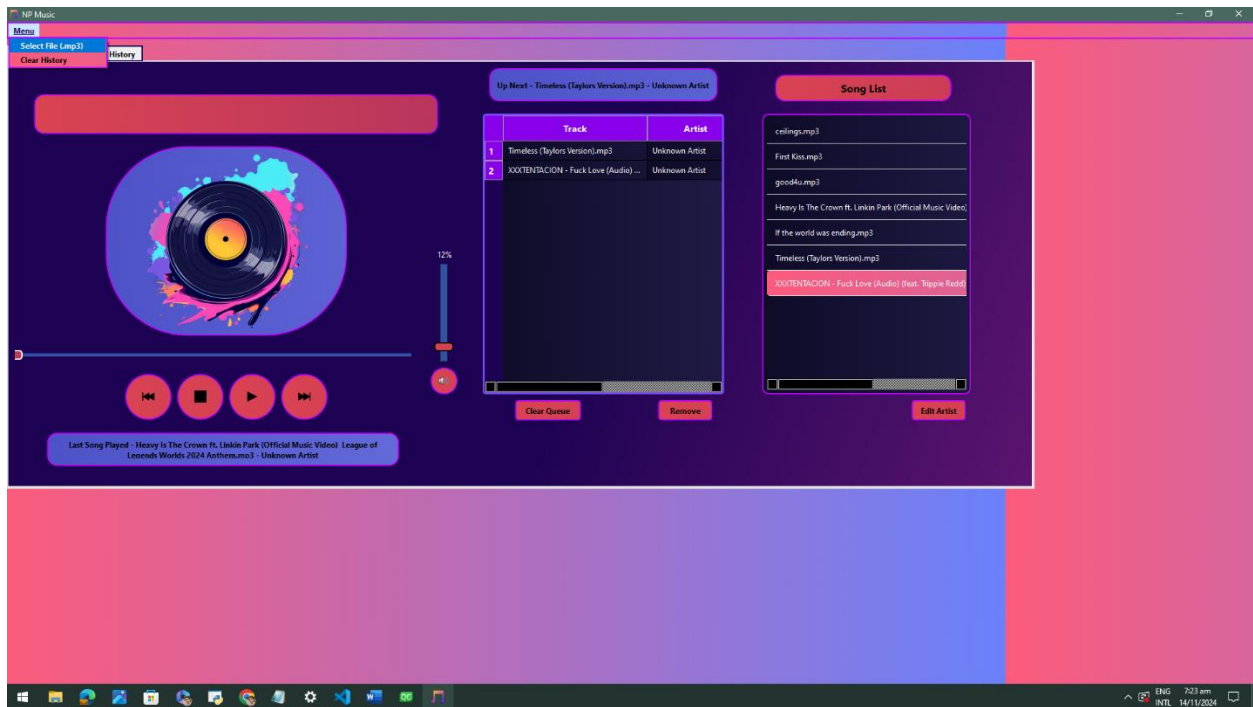 NP Music
Menu
Select File (.mp3)
Clear History
History
Up Next - Timeless (Taylors Version).mp3 - Unknown Artist
Song List
Track Artist
1 Timeless (Taylors Version).mp3 Unknown Artist
2 XXXTENTACION - Fuck Love (Audio) ... Unknown Artist
ceilings.mp3
First Kiss.mp3
good4u.mp3
Heavy Is The Crown ft. Linkin Park (Official Music Video)
If the world was ending.mp3
Timeless (Taylors Version).mp3
XXXTENTACION - Fuck Love (Audio) (feat. Trippie Redd)
12%
Clear Queue
Remove
Edit Artist
Last Song Played - Heavy Is The Crown ft. Linkin Park (Official Music Video) League of
Legends Worlds 2024 Anthem.mp3 - Unknown Artist
ENG
INTL
7:23 am
14/11/2024